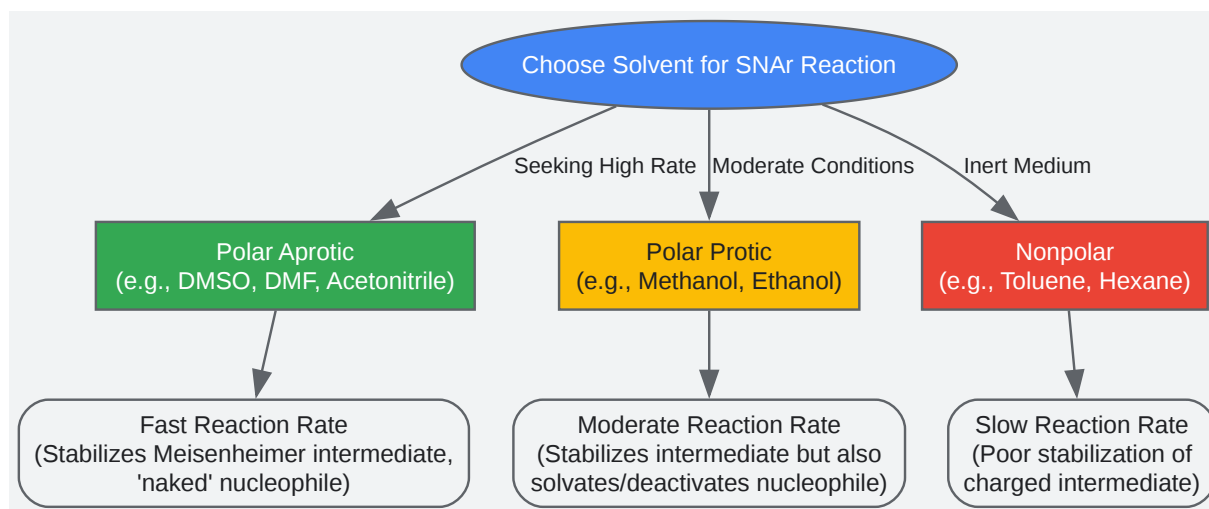 Choose Solvent for SNAr Reaction
Seeking High Rate
Moderate Conditions
Inert Medium
Polar Aprotic
(e.g., DMSO, DMF, Acetonitrile)
Polar Protic
(e.g., Methanol, Ethanol)
Nonpolar
(e.g., Toluene, Hexane)
Fast Reaction Rate
(Stabilizes Meisenheimer intermediate,
'naked' nucleophile)
Moderate Reaction Rate
(Stabilizes intermediate but also
solvates/deactivates nucleophile)
Slow Reaction Rate
(Poor stabilization of
charged intermediate)